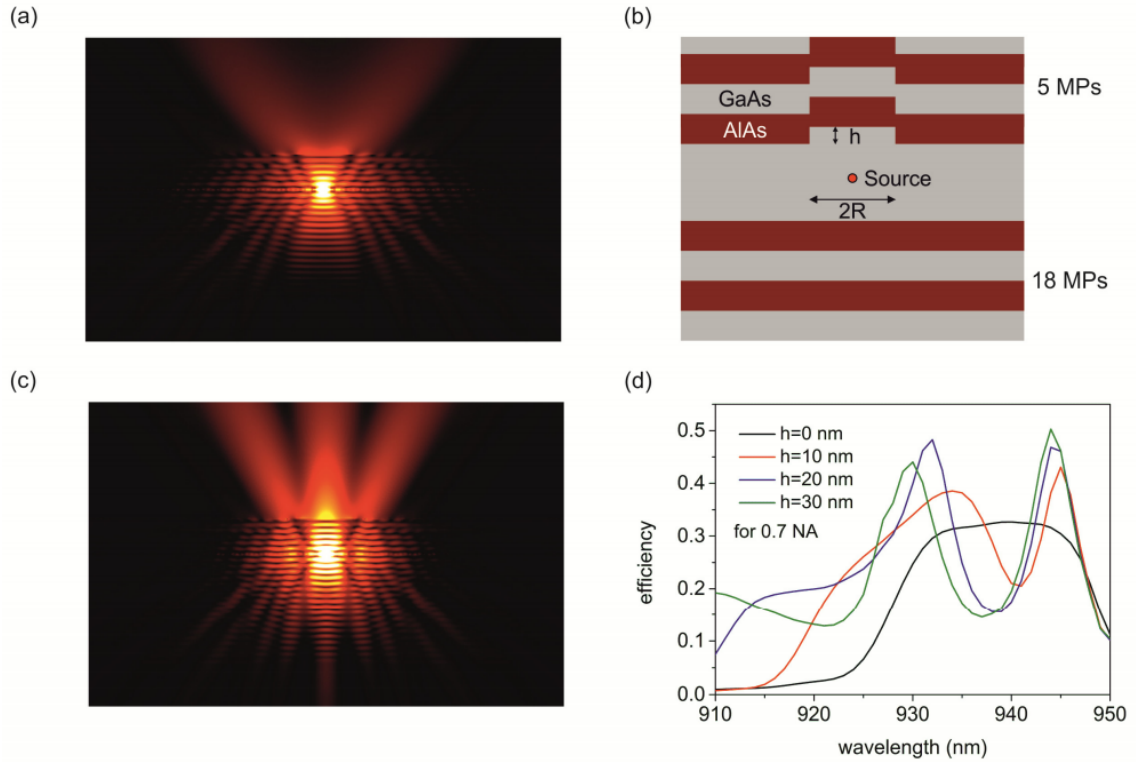 (a)
(b)
GaAs
AlAs
h
Source
2R
5 MPs
18 MPs
(c)
(d)
h=0 nm
h=10 nm
h=20 nm
h=30 nm
for 0.7 NA
efficiency
0.5
0.4
0.3
0.2
0.1
0.0
910
920
930
940
950
wavelength (nm)